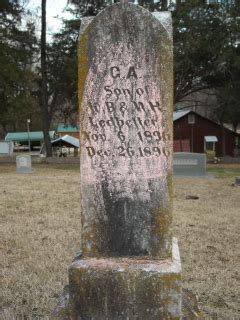 C. A.
Son of
W. B. & M. H.
Ledbetter
Nov. 6, 1896
Dec. 26, 1896